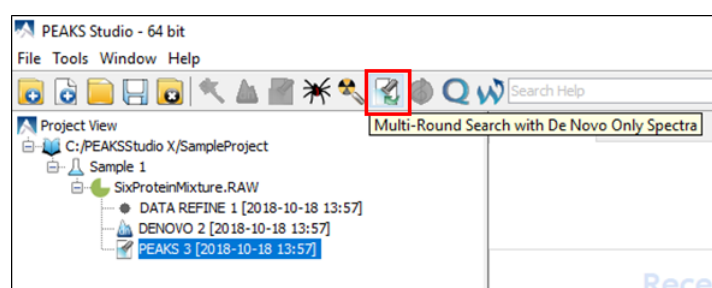 PEAKS Studio - 64 bit
File Tools Window Help
Search Help
Multi-Round Search with De Novo Only Spectra
Project View
C:/PEAKSStudio X/SampleProject
Sample 1
SixProteinMixture.RAW
DATA REFINE 1 [2018-10-18 13:57]
DENOVO 2 [2018-10-18 13:57]
PEAKS 3 [2018-10-18 13:57]
Rece